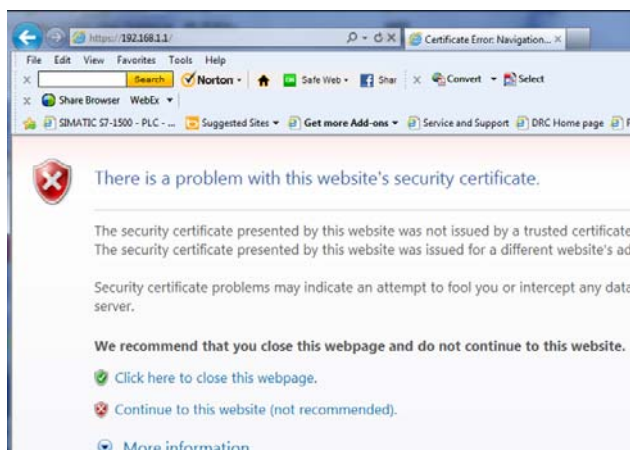 https://192.168.1.1/
Certificate Error: Navigation...
File Edit View Favorites Tools Help
Search Norton Safe Web Shar Convert Select
Share Browser WebEx
SIMATIC S7-1500 - PLC - ... Suggested Sites Get more Add-ons Service and Support DRC Home page
There is a problem with this website's security certificate.
The security certificate presented by this website was not issued by a trusted certificate
The security certificate presented by this website was issued for a different website's ad
Security certificate problems may indicate an attempt to fool you or intercept any data
server.
We recommend that you close this webpage and do not continue to this website.
Click here to close this webpage.
Continue to this website (not recommended).
More information